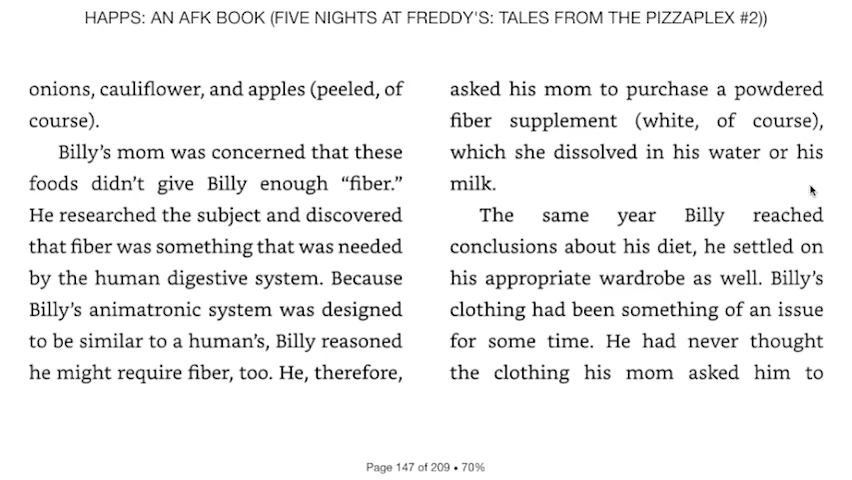 HAPPS: AN AFK BOOK (FIVE NIGHTS AT FREDDY'S: TALES FROM THE PIZZAPLEX #2))
onions, cauliflower, and apples (peeled, of
course).
Billy’s mom was concerned that these
foods didn’t give Billy enough “fiber.”
He researched the subject and discovered
that fiber was something that was needed
by the human digestive system. Because
Billy’s animatronic system was designed
to be similar to a human’s, Billy reasoned
he might require fiber, too. He, therefore,
asked his mom to purchase a powdered
fiber supplement (white, of course),
which she dissolved in his water or his
milk.
The same year Billy reached
conclusions about his diet, he settled on
his appropriate wardrobe as well. Billy’s
clothing had been something of an issue
for some time. He had never thought
the clothing his mom asked him to
Page 147 of 209 • 70%